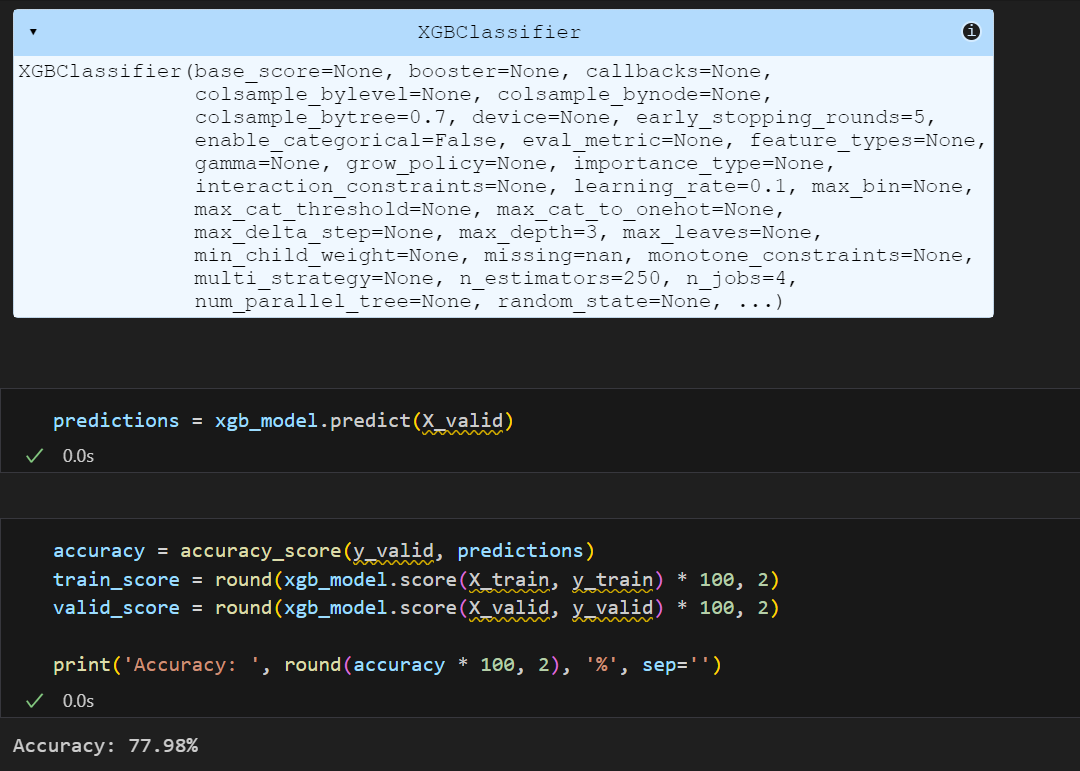 XGBClassifier
XGBClassifier(base_score=None, booster=None, callbacks=None,
colsample_bylevel=None, colsample_bynode=None,
colsample_bytree=0.7, device=None, early_stopping_rounds=5,
enable_categorical=False, eval_metric=None, feature_types=None,
gamma=None, grow_policy=None, importance_type=None,
interaction_constraints=None, learning_rate=0.1, max_bin=None,
max_cat_threshold=None, max_cat_to_onehot=None,
max_delta_step=None, max_depth=3, max_leaves=None,
min_child_weight=None, missing=nan, monotone_constraints=None,
multi_strategy=None, n_estimators=250, n_jobs=4,
num_parallel_tree=None, random_state=None, ...)
predictions = xgb_model.predict(X_valid)
0.0s
accuracy = accuracy_score(y_valid, predictions)
train_score = round(xgb_model.score(X_train, y_train) * 100, 2)
valid_score = round(xgb_model.score(X_valid, y_valid) * 100, 2)
print('Accuracy: ', round(accuracy * 100, 2), '%', sep='')
0.0s
Accuracy: 77.98%